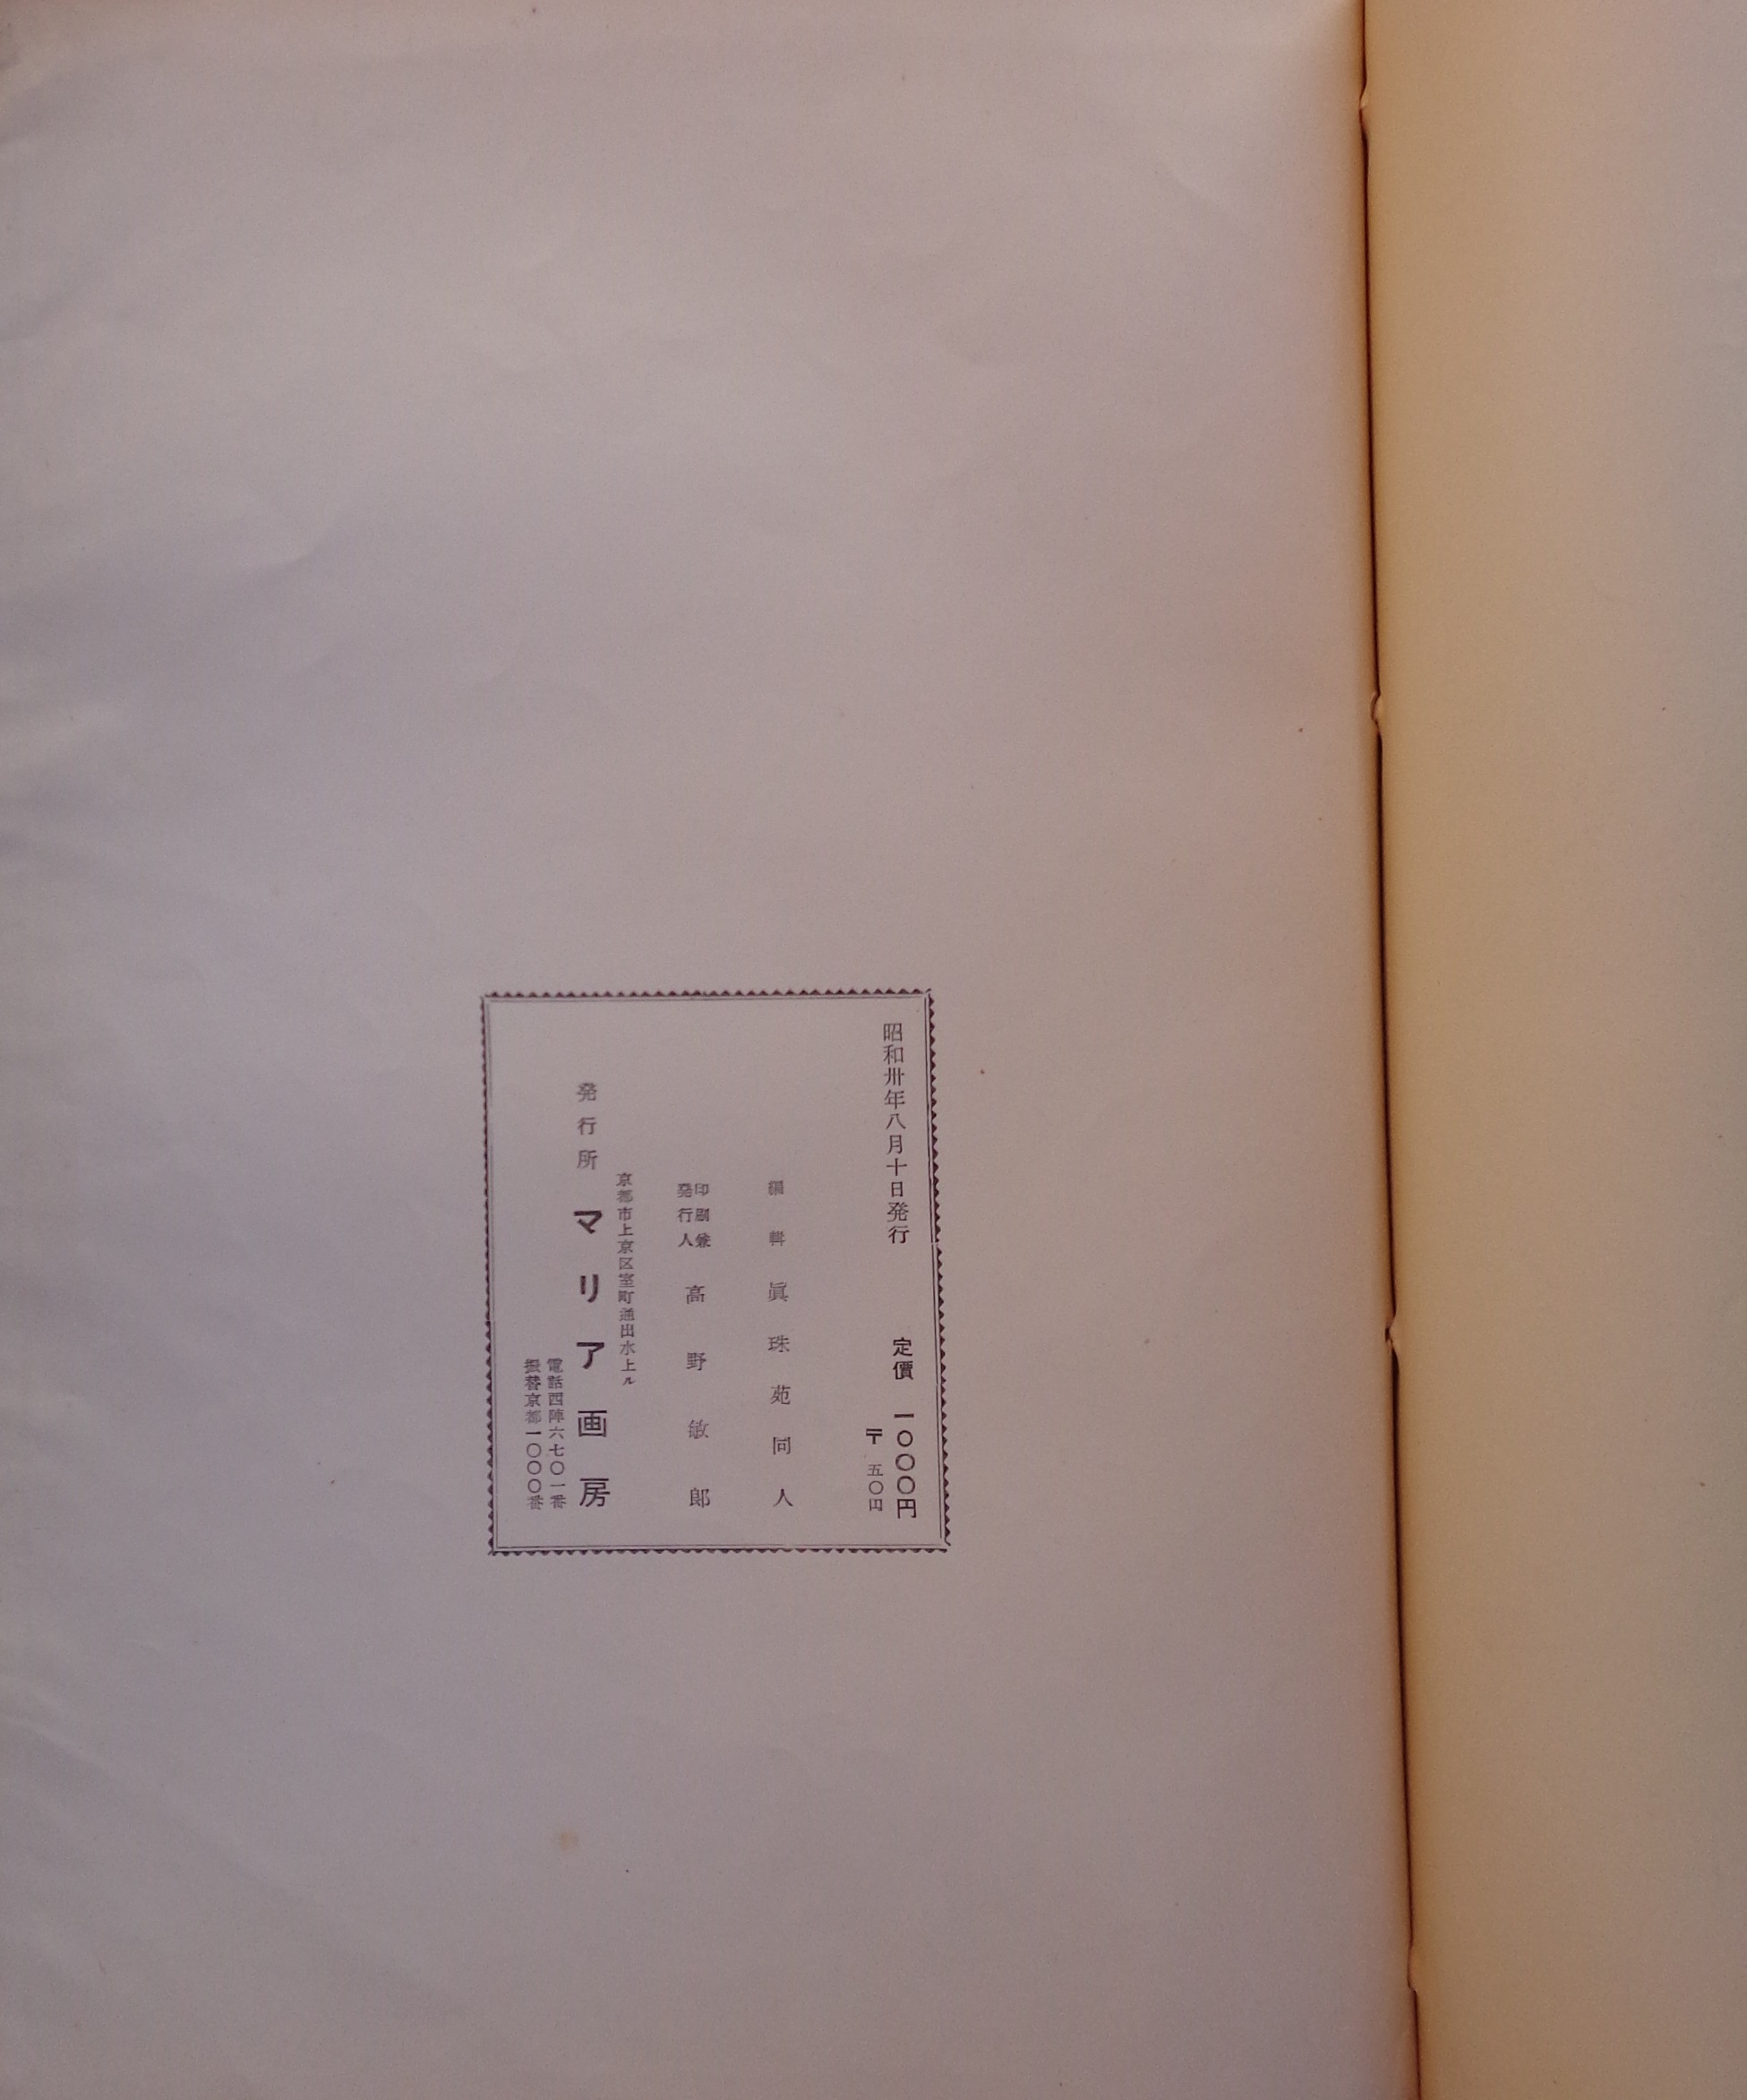 昭和卅年八月十日発行
定價 一〇〇〇円
〒 五〇円
編輯 眞珠苑同人
印刷兼
発行人
高野敏郎
京都市上京区室町通出水上ル
発行所 マリア画房
電話西陣六七〇一番
振替京都一〇〇〇番